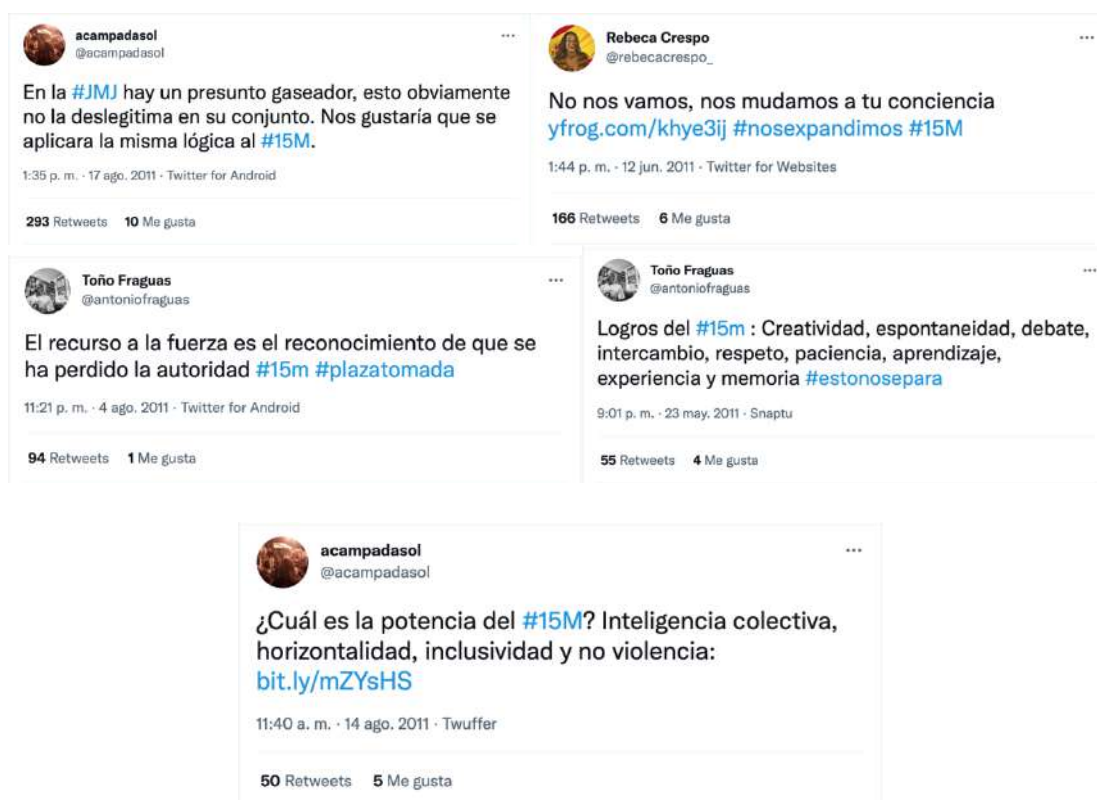 acampadasol
@acampadasol
En la #JMJ hay un presunto gaseador, esto obviamente
no la deslegitima en su conjunto. Nos gustaría que se
aplicara la misma lógica al #15M.
1:35 p. m. · 17 ago. 2011 · Twitter for Android
293 Retweets 10 Me gusta
Rebeca Crespo
@rebecacrespo_
No nos vamos, nos mudamos a tu conciencia
yfrog.com/khye3ij #nosexpandimos #15M
1:44 p. m. · 12 jun. 2011 · Twitter for Websites
166 Retweets 6 Me gusta
Toño Fraguas
@antoniofraguas
El recurso a la fuerza es el reconocimiento de que se
ha perdido la autoridad #15m #plazatomada
11:21 p. m. · 4 ago. 2011 · Twitter for Android
94 Retweets 1 Me gusta
Toño Fraguas
@antoniofraguas
Logros del #15m : Creatividad, espontaneidad, debate,
intercambio, respeto, paciencia, aprendizaje,
experiencia y memoria #estonosepara
9:01 p. m. · 23 may. 2011 · Snaptu
55 Retweets 4 Me gusta
acampadasol
@acampadasol
¿Cuál es la potencia del #15M? Inteligencia colectiva,
horizontalidad, inclusividad y no violencia:
bit.ly/mZYsHS
11:40 a. m. · 14 ago. 2011 · Twuffer
50 Retweets 5 Me gusta